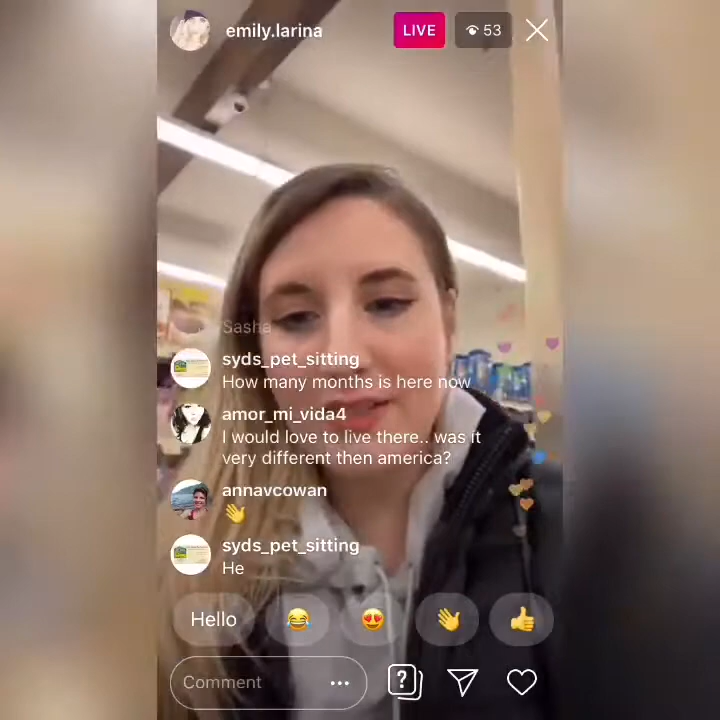 emily.larina
LIVE
53
Sasha
syds_pet_sitting
How many months is here now
amor_mi_vida4
I would love to live there.. was it
very different then america?
annavcowan
👋
syds_pet_sitting
He
Hello
😂
😍
👋
👍
Comment